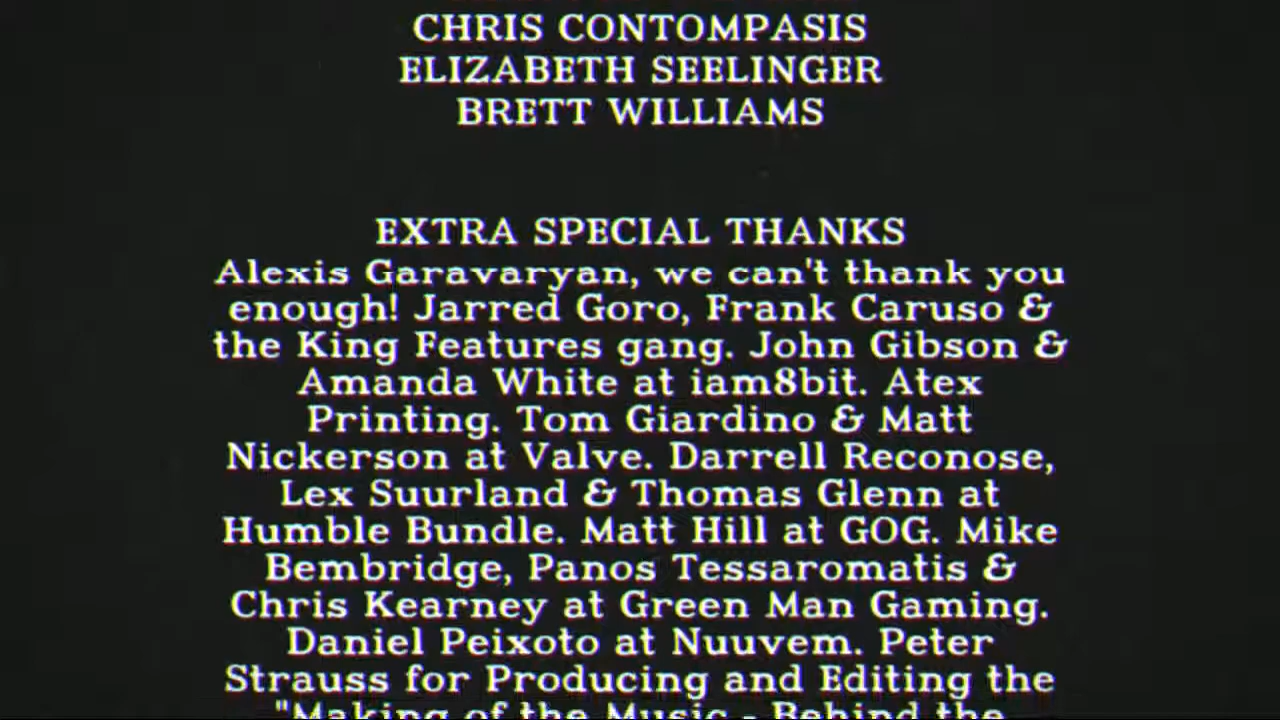 CHRIS CONTOMPASIS
ELIZABETH SEELINGER
BRETT WILLIAMS
EXTRA SPECIAL THANKS
Alexis Garavaryan, we can't thank you
enough! Jarred Goro, Frank Caruso &
the King Features gang. John Gibson &
Amanda White at iam8bit. Atex
Printing. Tom Giardino & Matt
Nickerson at Valve. Darrell Reconose,
Lex Suurland & Thomas Glenn at
Humble Bundle. Matt Hill at GOG. Mike
Bembridge, Panos Tessaromatis &
Chris Kearney at Green Man Gaming.
Daniel Peixoto at Nuuvem. Peter
Strauss for Producing and Editing the
"Making of the Music - Behind the